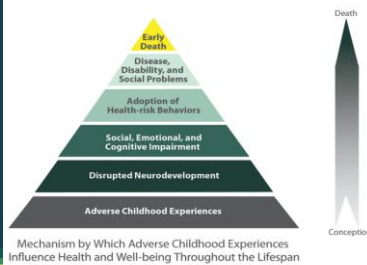 Death
Early
Death
Disease,
Disability, and
Social Problems
Adoption of
Health-risk Behaviors
Social, Emotional, and
Cognitive Impairment
Disrupted Neurodevelopment
Adverse Childhood Experiences
Conceptio
Mechanism by Which Adverse Childhood Experiences
Influence Health and Well-being Throughout the Lifespan